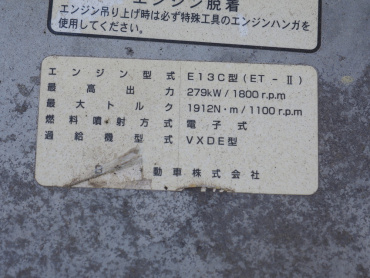 エンジン脱着
エンジン吊り上げ時は必ず特殊工具のエンジンハンガを
使用してください。
エンジン型式 E13C型(ET-Ⅱ)
最高出力 279kW/1800r.p.m
最大トルク 1912N・m/1100r.p.m
燃料噴射方式 電子式
過給機型式 VXDE型
動車株式会社